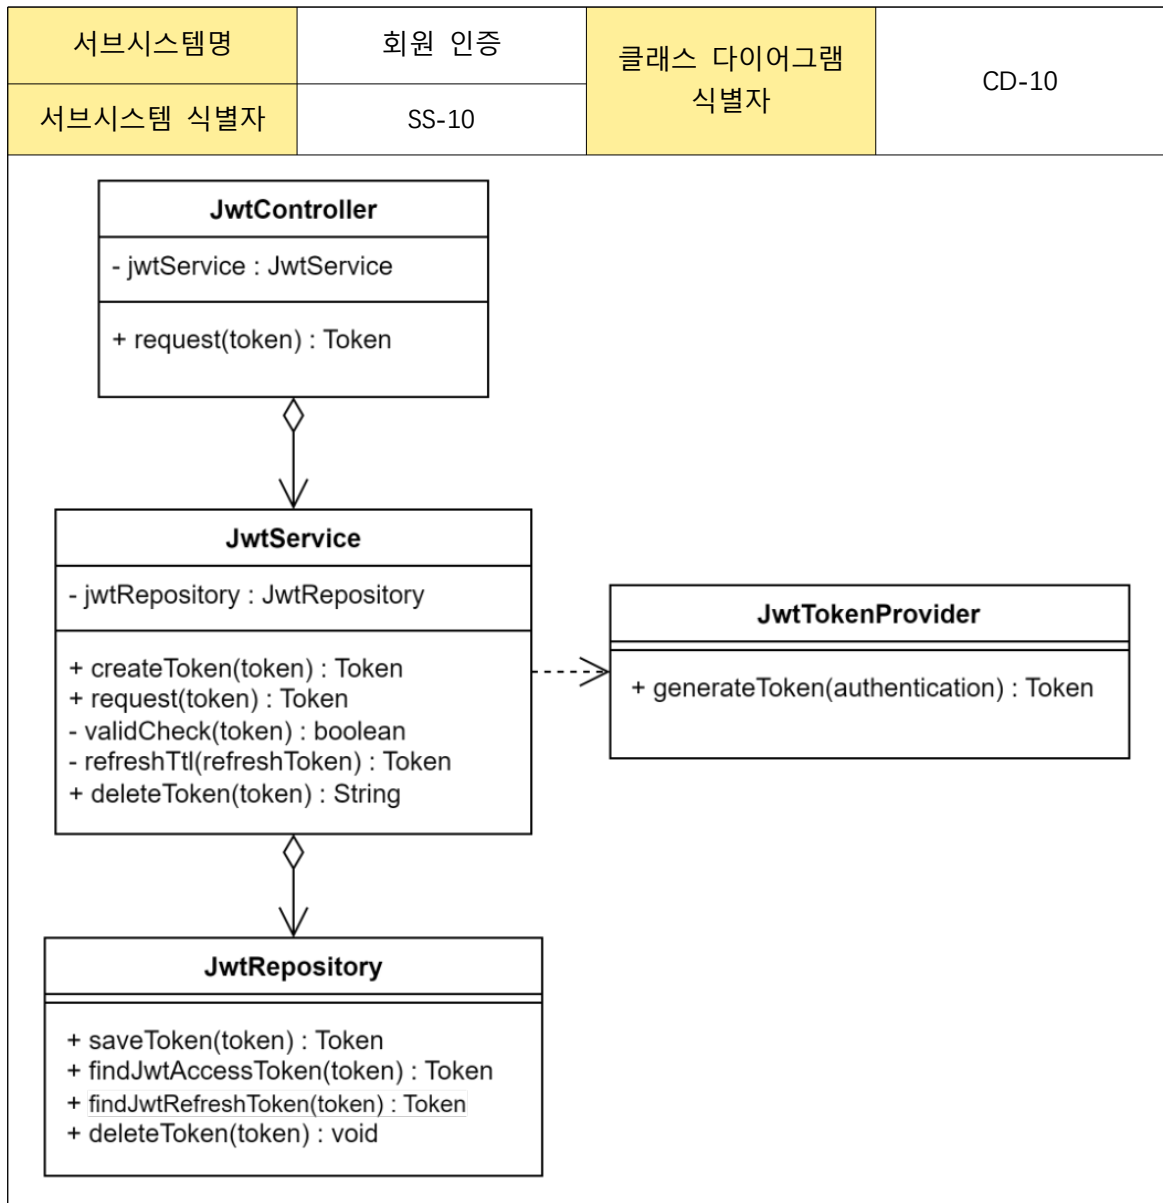 서브시스템명
회원 인증
클래스 다이어그램
식별자
CD-10
서브시스템 식별자
SS-10
JwtController
- jwtService : JwtService
+ request(token) : Token
JwtService
- jwtRepository : JwtRepository
+ createToken(token) : Token
+ request(token) : Token
- validCheck(token) : boolean
- refreshTtl(refreshToken) : Token
+ deleteToken(token) : String
JwtTokenProvider
+ generateToken(authentication) : Token
JwtRepository
+ saveToken(token) : Token
+ findJwtAccessToken(token) : Token
+ findJwtRefreshToken(token) : Token
+ deleteToken(token) : void